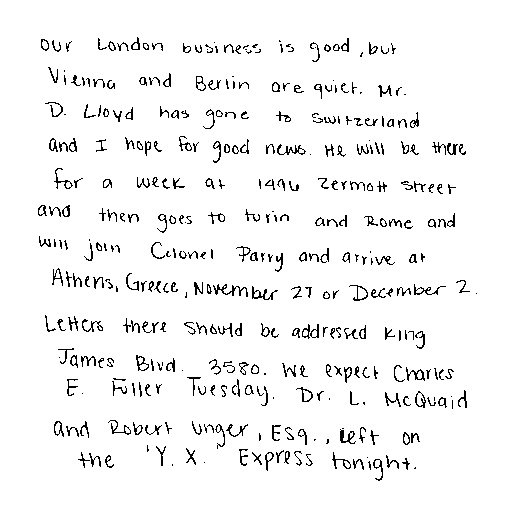 our London business is good, but
Vienna and Berlin are quiet. Mr.
D. Lloyd has gone to Switzerland
and I hope for good news. He will be there
for a week at 1496 Zermott Street
and then goes to turin and Rome and
will join Colonel Parry and arrive at
Athens, Greece, November 27 or December 2.
Letters there should be addressed King
James Blvd. 3580. We expect Charles
E. Fuller Tuesday. Dr. L. McQuaid
and Robert Unger, Esq., left on
the "Y. X." Express tonight.